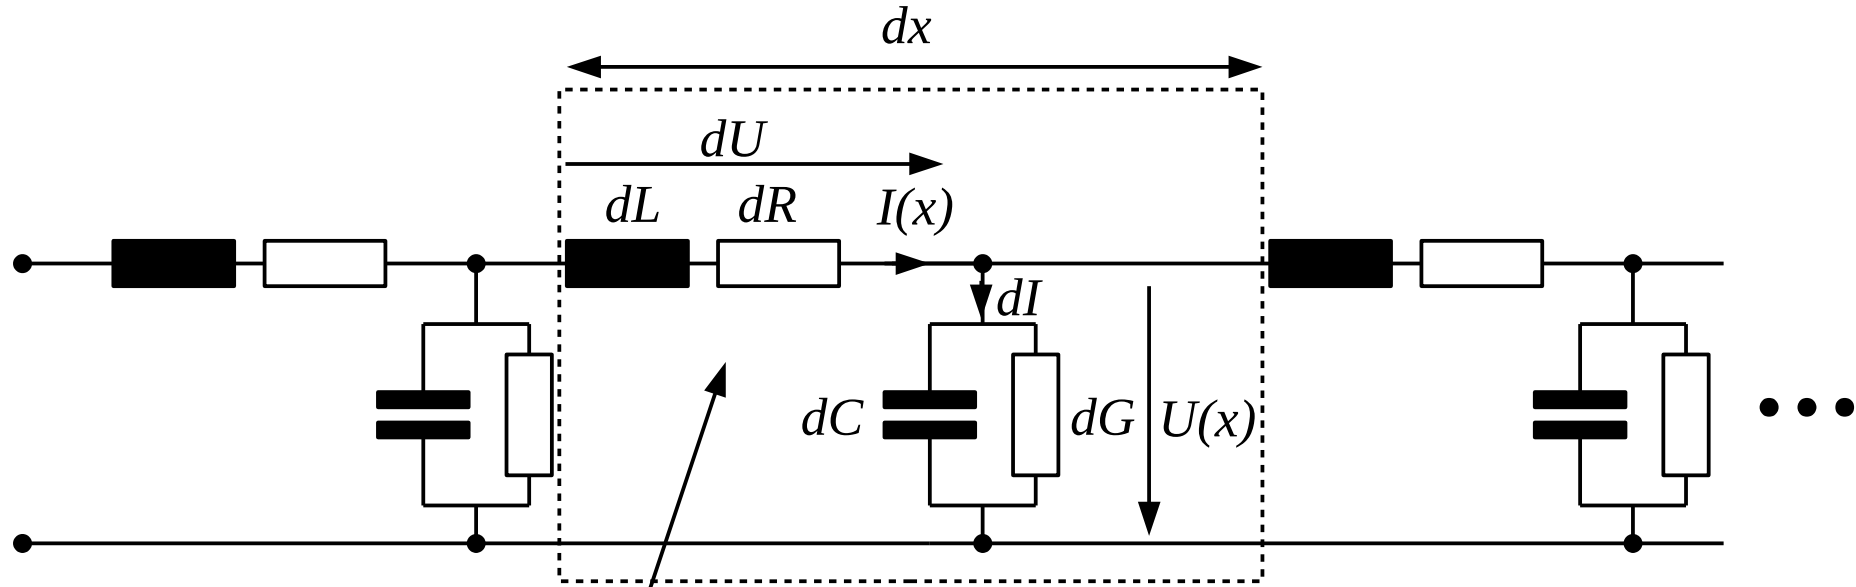 dx
dU
dL dR I(x)
dI
dC dG U(x)